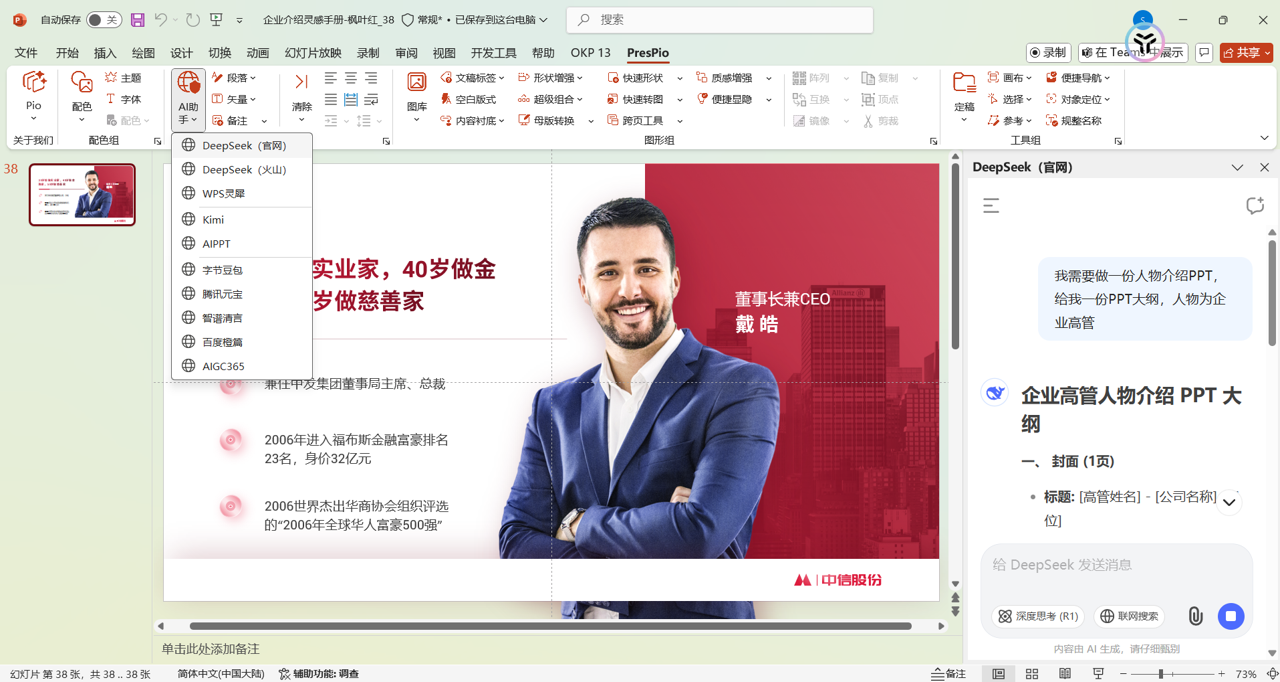 自动保存 关 企业介绍灵感手册-枫叶红_38 常规* • 已保存到这台电脑 搜索
文件 开始 插入 绘图 设计 切换 动画 幻灯片放映 录制 审阅 视图 开发工具 帮助 OKP 13 PresPio 录制 在 Teams 中展示 共享
Pio
关于我们
配色
主题
字体
配色
配色组
AI助手
段落
矢量
备注
清除
图库
文稿标签 形状增强 快速形状 质感增强 阵列 复制
空白版式 超级组合 快速转图 便捷显隐 互换 顶点
内容衬底 母版转换 跨页工具 镜像 裁剪
图形组
定稿
画布 便捷导航
选择 对象定位
参考 规整名称
工具组
DeepSeek（官网）
DeepSeek（火山）
WPS灵犀
Kimi
AIPPT
字节豆包
腾讯元宝
智谱清言
百度橙篇
AIGC365
38
实业家，40岁做金
岁做慈善家
兼任中发集团董事局主席、总裁
2006年进入福布斯金融富豪排名
23名，身价32亿元
2006世界杰出华商协会组织评选
的“2006年全球华人富豪500强”
董事长兼CEO
戴 皓
中信股份
单击此处添加备注
DeepSeek（官网）
我需要做一份人物介绍PPT，
给我一份PPT大纲，人物为企
业高管
企业高管人物介绍 PPT 大
纲
一、 封面 (1页)
• 标题: [高管姓名] - [公司名称]
位]
给 DeepSeek 发送消息
深度思考 (R1) 联网搜索
内容由 AI 生成，请仔细甄别
幻灯片 第 38 张，共 38 .. 38 张 简体中文(中国大陆) 辅助功能: 调查 备注 73%